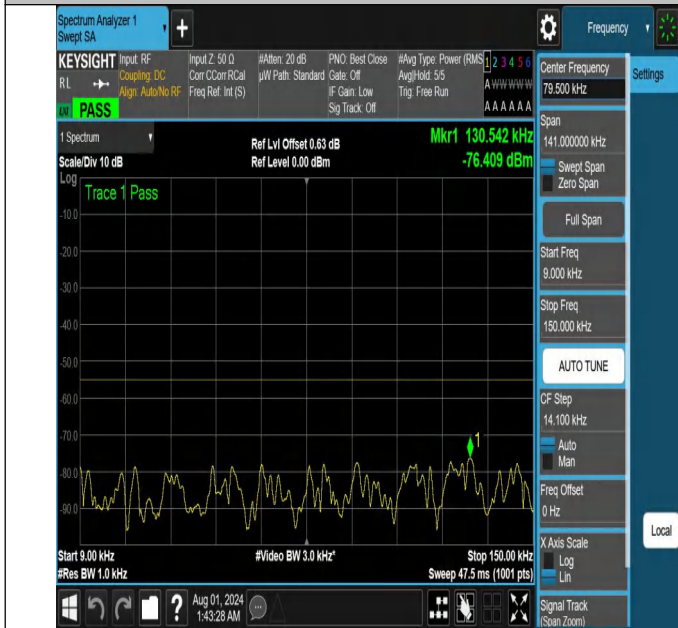 Spectrum Analyzer 1
Swept SA
+
Frequency
KEYSIGHT
Input: RF
Input Z: 50 Ω
#Atten: 20 dB
PNO: Best Close
#Avg Type: Power (RMS
1 2 3 4 5 6
RL
Coupling: DC
Corr CCorr RCal
µW Path: Standard
Gate: Off
Avg|Hold: 5/5
A W W W W W
Align: Auto/No RF
Freq Ref: Int (S)
IF Gain: Low
Trig: Free Run
Sig Track: Off
A A A A A A
LXI
PASS
1 Spectrum
Ref Lvl Offset 0.63 dB
Mkr1 130.542 kHz
Scale/Div 10 dB
Ref Level 0.00 dBm
-76.409 dBm
Log
Trace 1 Pass
-10.0
-20.0
-30.0
-40.0
-50.0
-60.0
-70.0
-80.0
-90.0
1
Start 9.00 kHz
#Video BW 3.0 kHz*
Stop 150.00 kHz
#Res BW 1.0 kHz
Sweep 47.5 ms (1001 pts)
?
Aug 01, 2024
1:43:28 AM
Center Frequency
79.500 kHz
Settings
Span
141.000000 kHz
Swept Span
Zero Span
Full Span
Start Freq
9.000 kHz
Stop Freq
150.000 kHz
AUTO TUNE
CF Step
14.100 kHz
Auto
Man
Freq Offset
0 Hz
Local
X Axis Scale
Log
Lin
Signal Track
(Span Zoom)